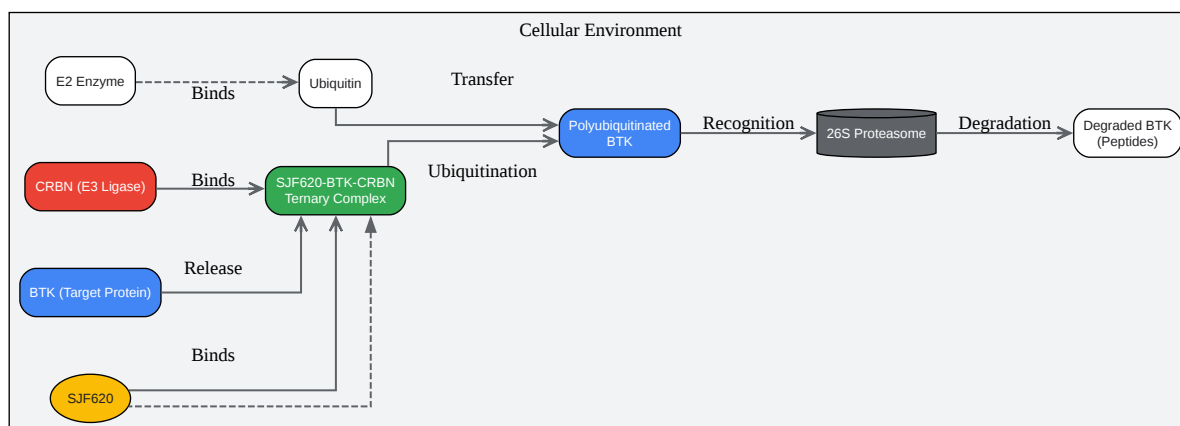 Cellular Environment
E2 Enzyme
Binds
Ubiquitin
Transfer
Polyubiquitinated
BTK
Recognition
26S Proteasome
Degradation
Degraded BTK
(Peptides)
CRBN (E3 Ligase)
Binds
SJF620-BTK-CRBN
Ternary Complex
Ubiquitination
BTK (Target Protein)
Release
Binds
SJF620